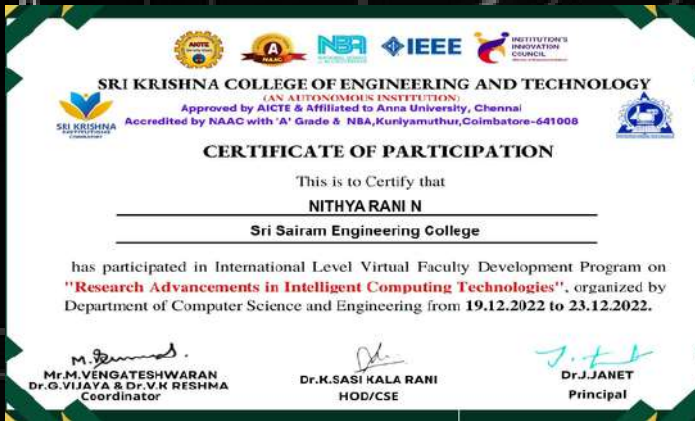 AICTE
NAAC
NBA
IEEE
INSTITUTION'S
INNOVATION
COUNCIL
SRI KRISHNA COLLEGE OF ENGINEERING AND TECHNOLOGY
(AN AUTONOMOUS INSTITUTION)
Approved by AICTE & Affiliated to Anna University, Chennai
Accredited by NAAC with 'A' Grade & NBA,Kuniyamuthur,Coimbatore-641008
SRI KRISHNA
INSTITUTIONS
COIMBATORE
CERTIFICATE OF PARTICIPATION
This is to Certify that
NITHYA RANI N
Sri Sairam Engineering College
has participated in International Level Virtual Faculty Development Program on
"Research Advancements in Intelligent Computing Technologies", organized by
Department of Computer Science and Engineering from 19.12.2022 to 23.12.2022.
Mr.M.VENGATESHWARAN
Dr.G.VIJAYA & Dr.V.K RESHMA
Coordinator
Dr.K.SASI KALA RANI
HOD/CSE
Dr.J.JANET
Principal